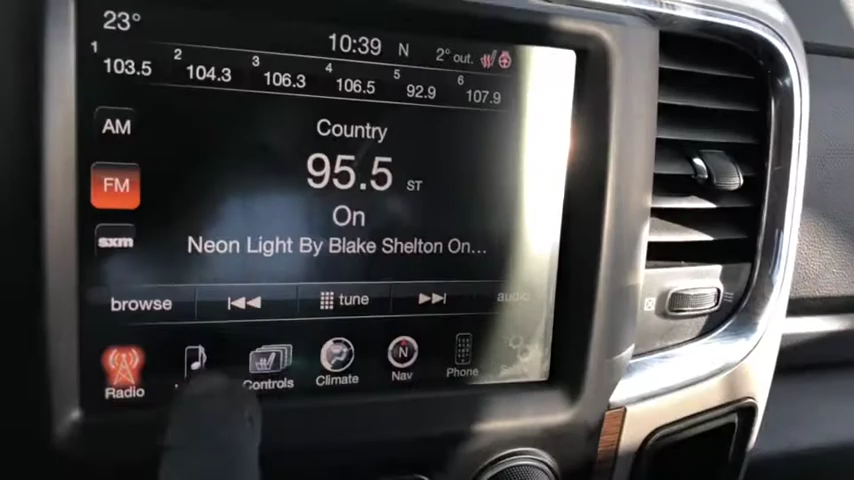 23°
10:39 N 2° out.
1 103.5 2 104.3 3 106.3 4 106.5 5 92.9 6 107.9
AM
Country
FM
95.5 ST
On
sxm
Neon Light By Blake Shelton On...
browse tune audio
Radio Controls Climate N Nav Phone